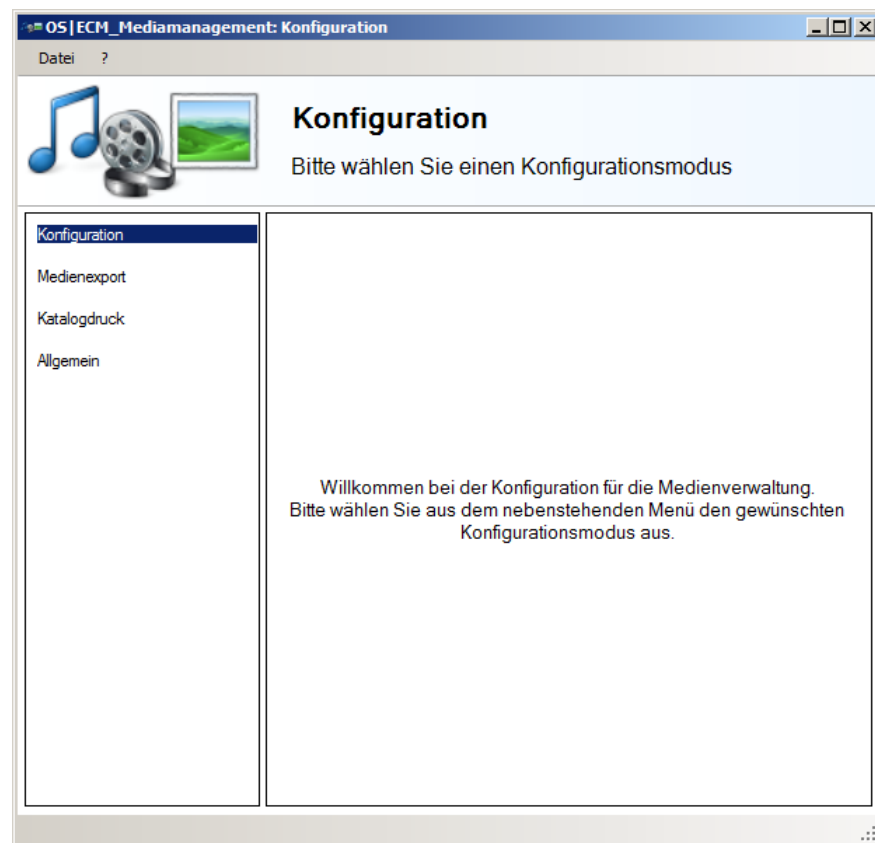 OS|ECM_Mediamanagement: Konfiguration
Datei ?
Konfiguration
Bitte wählen Sie einen Konfigurationsmodus
Konfiguration
Medienexport
Katalogdruck
Allgemein
Willkommen bei der Konfiguration für die Medienverwaltung.
Bitte wählen Sie aus dem nebenstehenden Menü den gewünschten
Konfigurationsmodus aus.